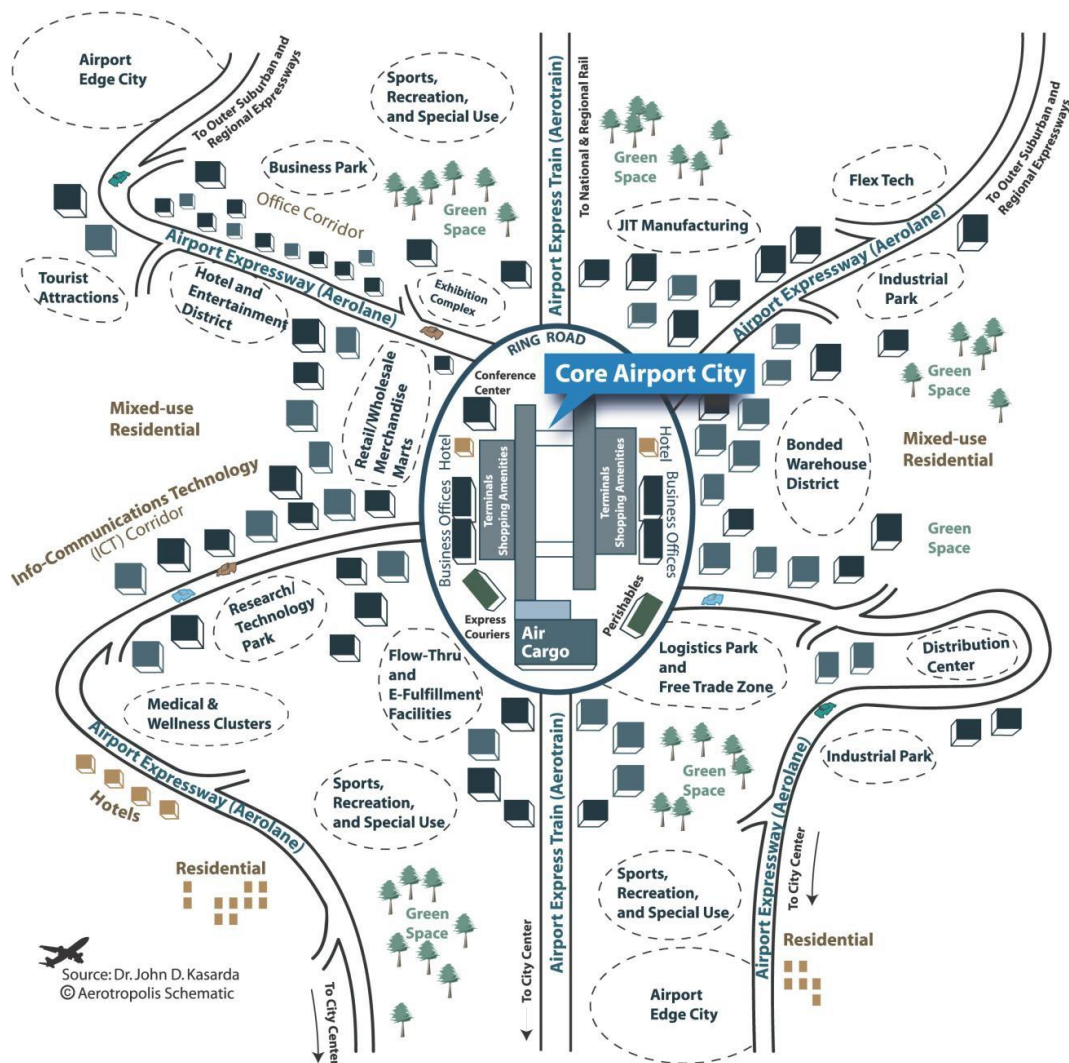 Airport
Edge City
To Outer Suburban and
Regional Expressways
Sports,
Recreation,
and Special Use
Airport Express Train (Aerotrain)
To National & Regional Rail
Green
Space
To Outer Suburban and
Regional Expressways
Flex Tech
Business Park
Office Corridor
Green
Space
JIT Manufacturing
Airport Expressway (Aerolane)
Airport Expressway (Aerolane)
Tourist
Attractions
Hotel and
Entertainment
District
Exhibition
Complex
Industrial
Park
RING ROAD
Core Airport City
Conference
Center
Green
Space
Mixed-use
Residential
Retail/Wholesale
Merchandise
Marts
Hotel
Terminals
Shopping Amenities
Business Offices
Terminals
Shopping Amenities
Hotel
Business Offices
Bonded
Warehouse
District
Mixed-use
Residential
Info-Communications Technology
(ICT) Corridor
Green
Space
Research/
Technology
Park
Express
Couriers
Perishables
Air
Cargo
Flow-Thru
and
E-Fulfillment
Facilities
Logistics Park
and
Free Trade Zone
Distribution
Center
Medical &
Wellness Clusters
Airport Expressway (Aerolane)
Hotels
Sports,
Recreation,
and Special Use
Airport Express Train (Aerotrain)
Green
Space
Industrial Park
Airport Expressway (Aerolane)
To City Center
Residential
Green
Space
Sports,
Recreation,
and Special Use
Residential
To City Center
To City Center
Airport
Edge City
Source: Dr. John D. Kasarda
© Aerotropolis Schematic